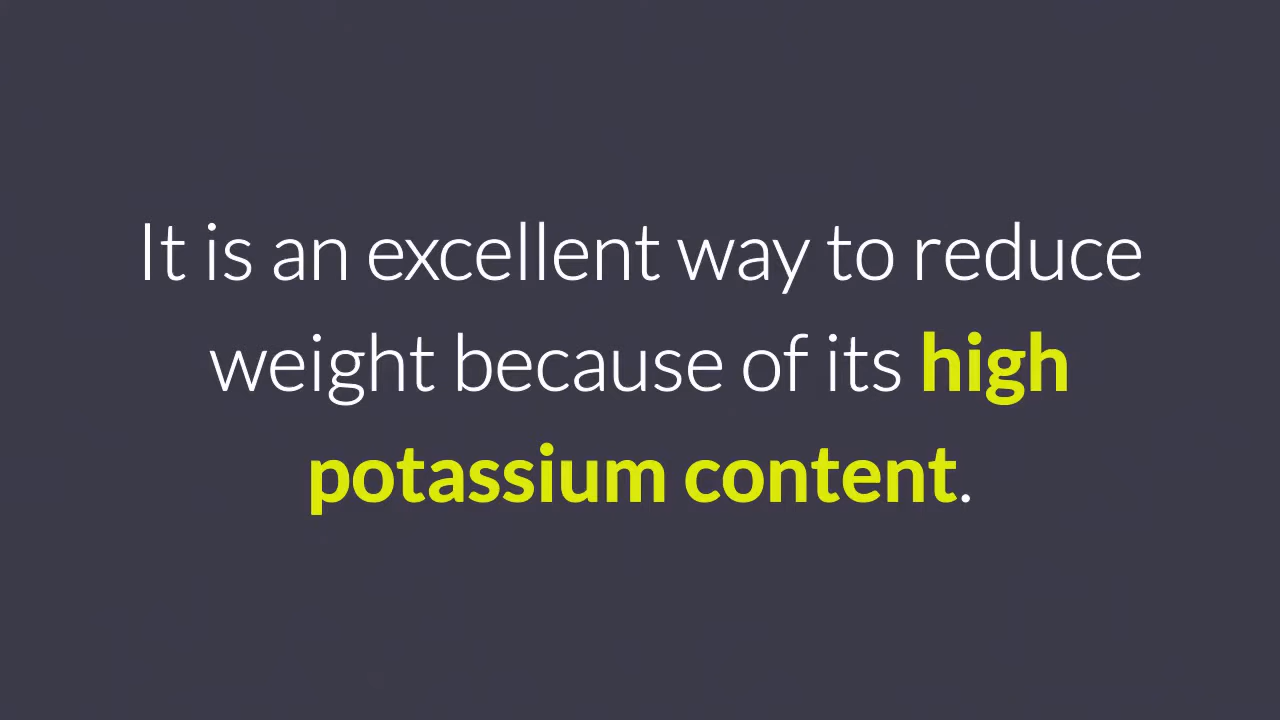 It is an excellent way to reduce
weight because of its high
potassium content.